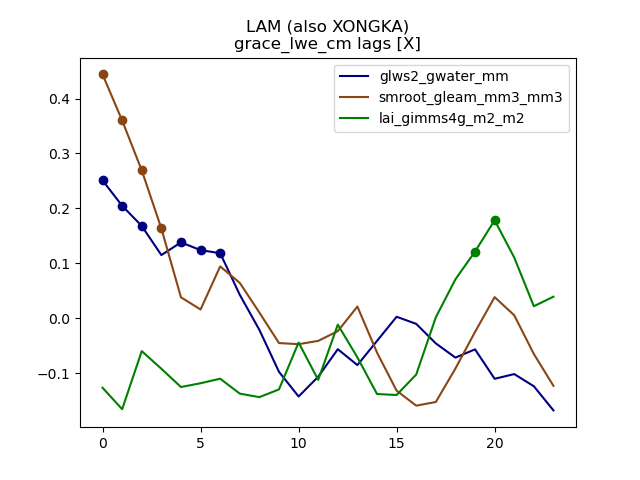 LAM (also XONGKA)
grace_lwe_cm lags [X]
glws2_gwater_mm
smroot_gleam_mm3_mm3
lai_gimms4g_m2_m2
0.4
0.3
0.2
0.1
0.0
−0.1
0 5 10 15 20